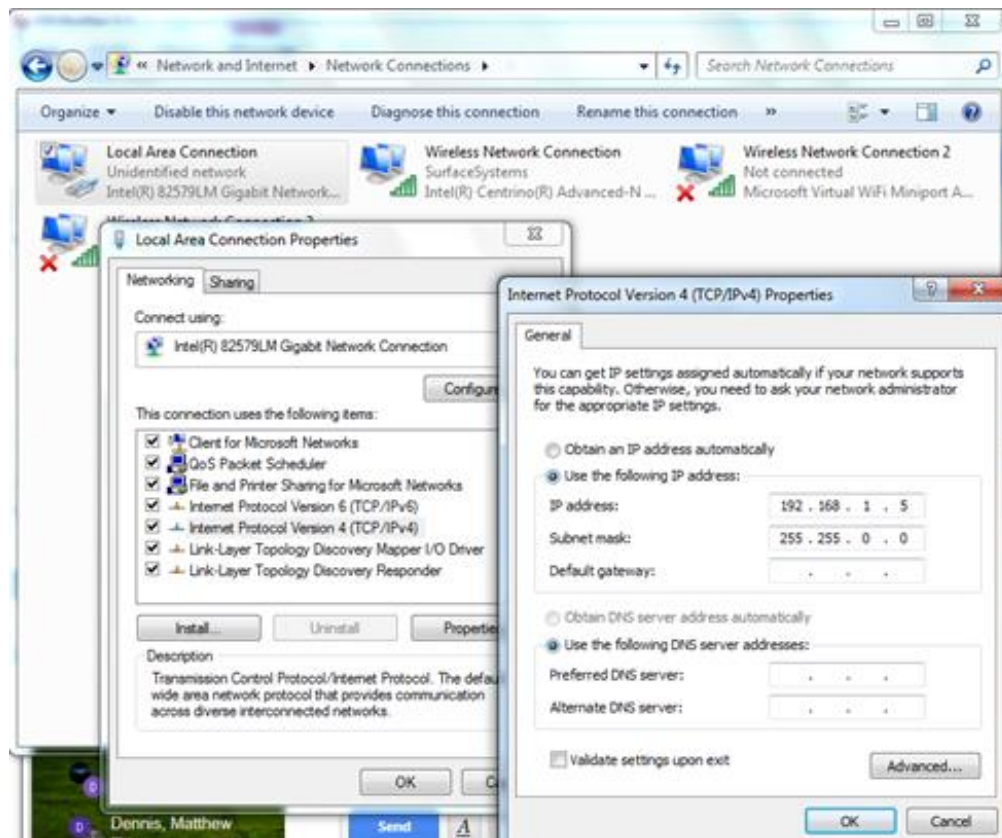 « Network and Internet ▸ Network Connections ▸
Search Network Connections
Organize
Disable this network device
Diagnose this connection
Rename this connection
»
Local Area Connection
Unidentified network
Intel(R) 82579LM Gigabit Network...
Wireless Network Connection
SurfaceSystems
Intel(R) Centrino(R) Advanced-N ...
Wireless Network Connection 2
Not connected
Microsoft Virtual WiFi Miniport A...
Local Area Connection Properties
Networking
Sharing
Connect using:
Intel(R) 82579LM Gigabit Network Connection
Configure
This connection uses the following items:
Client for Microsoft Networks
QoS Packet Scheduler
File and Printer Sharing for Microsoft Networks
Internet Protocol Version 6 (TCP/IPv6)
Internet Protocol Version 4 (TCP/IPv4)
Link-Layer Topology Discovery Mapper I/O Driver
Link-Layer Topology Discovery Responder
Install...
Uninstall
Propertie
Description
Transmission Control Protocol/Internet Protocol. The defau
wide area network protocol that provides communication
across diverse interconnected networks.
OK
C
Internet Protocol Version 4 (TCP/IPv4) Properties
General
You can get IP settings assigned automatically if your network supports
this capability. Otherwise, you need to ask your network administrator
for the appropriate IP settings.
Obtain an IP address automatically
Use the following IP address:
IP address:
192 . 168 . 1 . 5
Subnet mask:
255 . 255 . 0 . 0
Default gateway:
. . .
Obtain DNS server address automatically
Use the following DNS server addresses:
Preferred DNS server:
. . .
Alternate DNS server:
. . .
Validate settings upon exit
Advanced...
OK
Cancel
D
D
Dennis, Matthew
Send
A